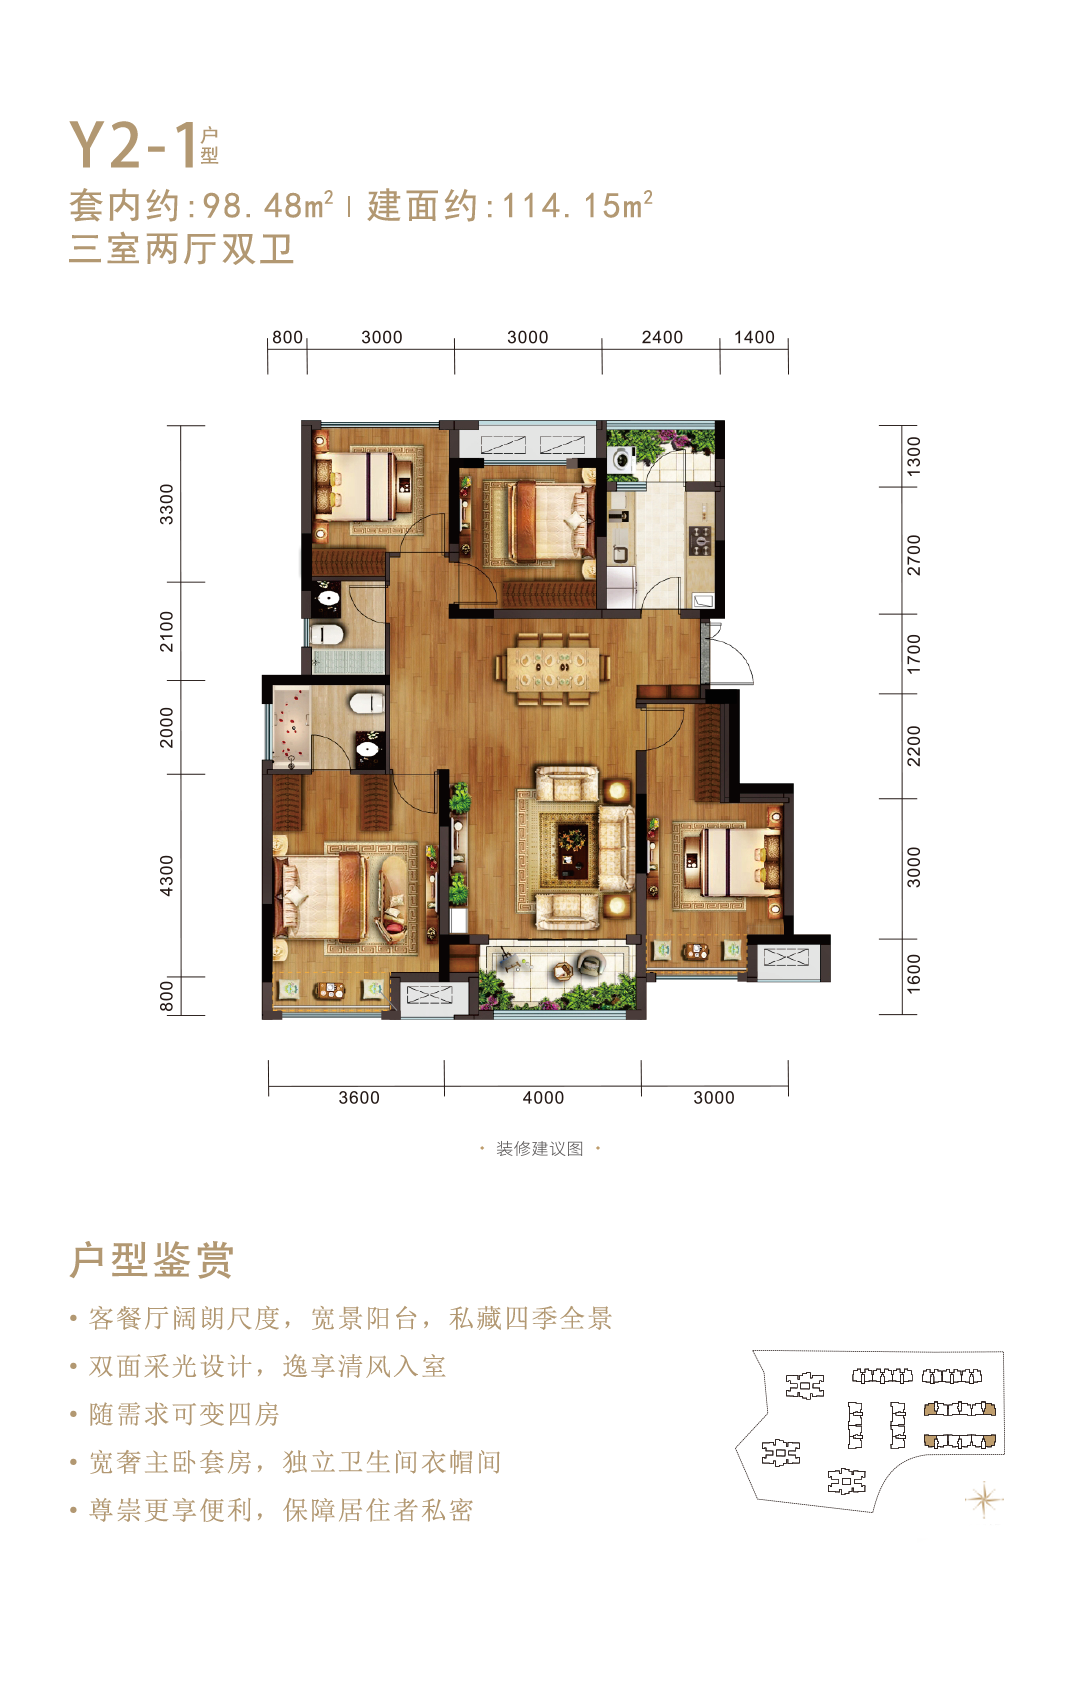 Y2-1户型
套内约:98.48m² | 建面约:114.15m²
三室两厅双卫
800 3000 3000 2400 1400
3300
2100
2000
4300
800
1300
2700
1700
2200
3000
1600
3600 4000 3000
· 装修建议图 ·
户型鉴赏
• 客餐厅阔朗尺度，宽景阳台，私藏四季全景
• 双面采光设计，逸享清风入室
• 随需求可变四房
• 宽奢主卧套房，独立卫生间衣帽间
• 尊崇更享便利，保障居住者私密